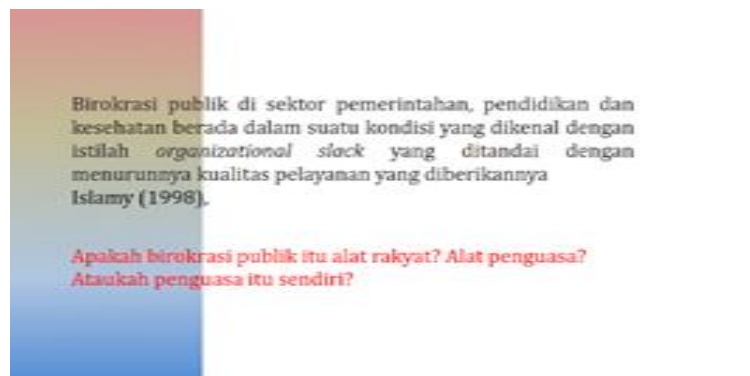 Birokrasi publik di sektor pemerintahan, pendidikan dan
kesehatan berada dalam suatu kondisi yang dikenal dengan
istilah organizational slack yang ditandai dengan
menurunnya kualitas pelayanan yang diberikannya
Islamy (1998),
Apakah birokrasi publik itu alat rakyat? Alat penguasa?
Ataukah penguasa itu sendiri?